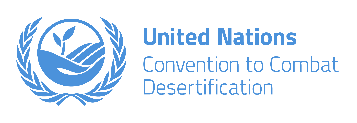 United Nations
Convention to Combat
Desertification